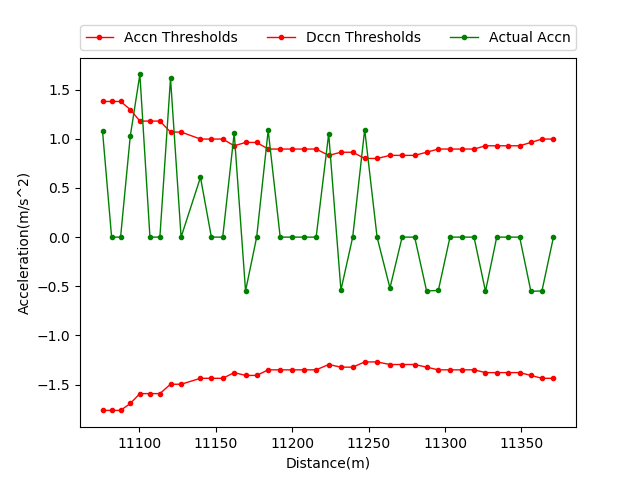 Accn Thresholds Dccn Thresholds Actual Accn
1.5
1.0
0.5
0.0
−0.5
−1.0
−1.5
Acceleration(m/s^2)
11100 11150 11200 11250 11300 11350
Distance(m)